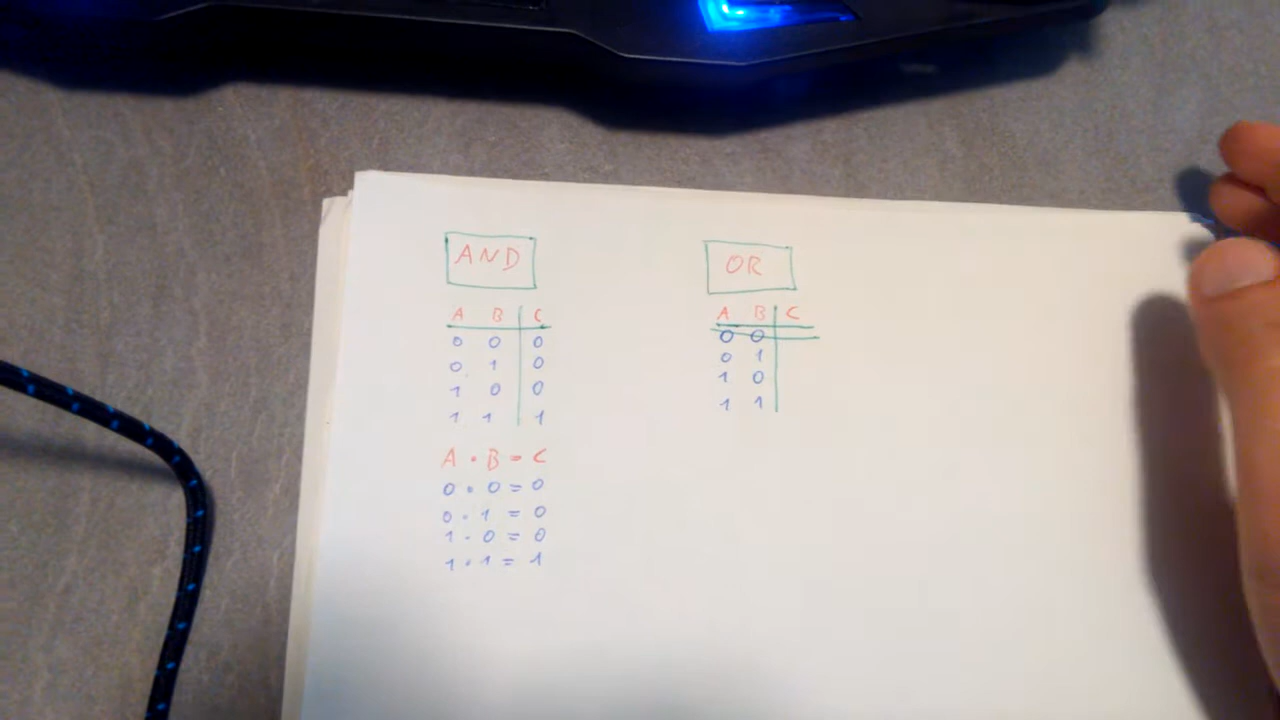 AND
A B C
0 0 0
0 1 0
1 0 0
1 1 1
A · B = C
0 · 0 = 0
0 · 1 = 0
1 · 0 = 0
1 · 1 = 1
OR
A B C
0 0
0 1
1 0
1 1